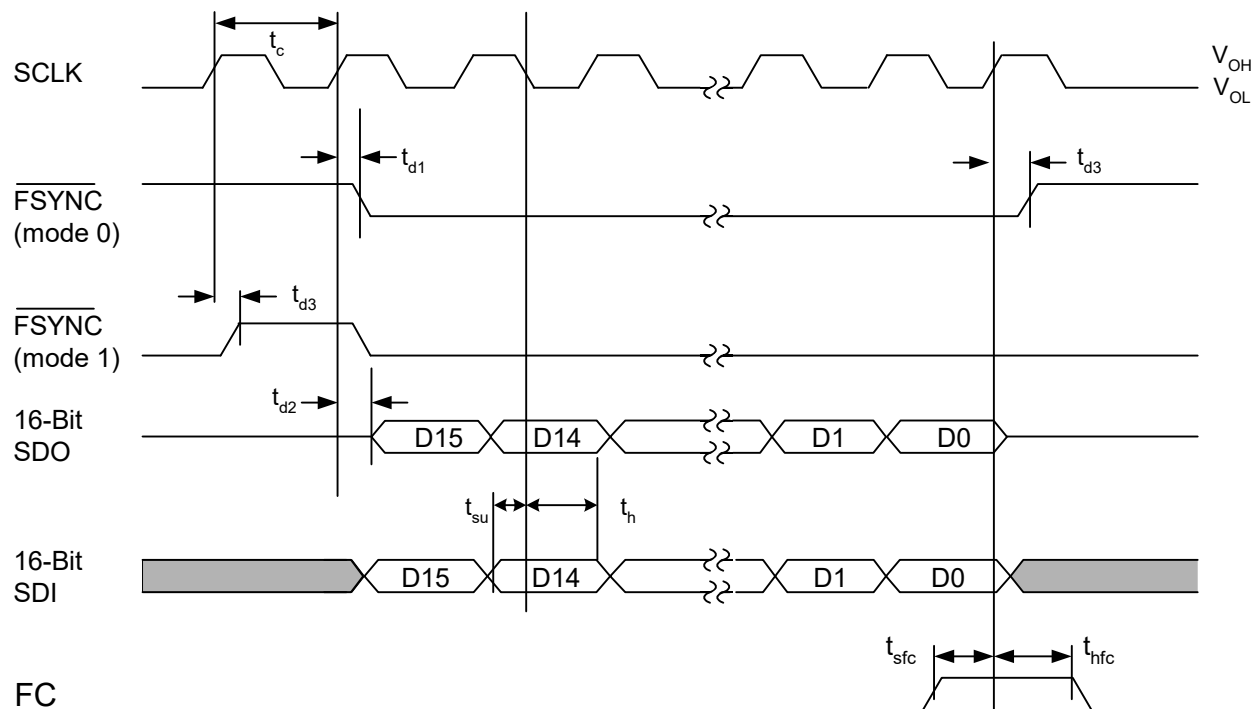 t_c
SCLK
V_OH
V_OL
t_d1
t_d3
FSYNC
(mode 0)
t_d3
FSYNC
(mode 1)
t_d2
16-Bit
SDO
D15 D14 D1 D0
t_su t_h
16-Bit
SDI
D15 D14 D1 D0
t_sfc t_hfc
FC